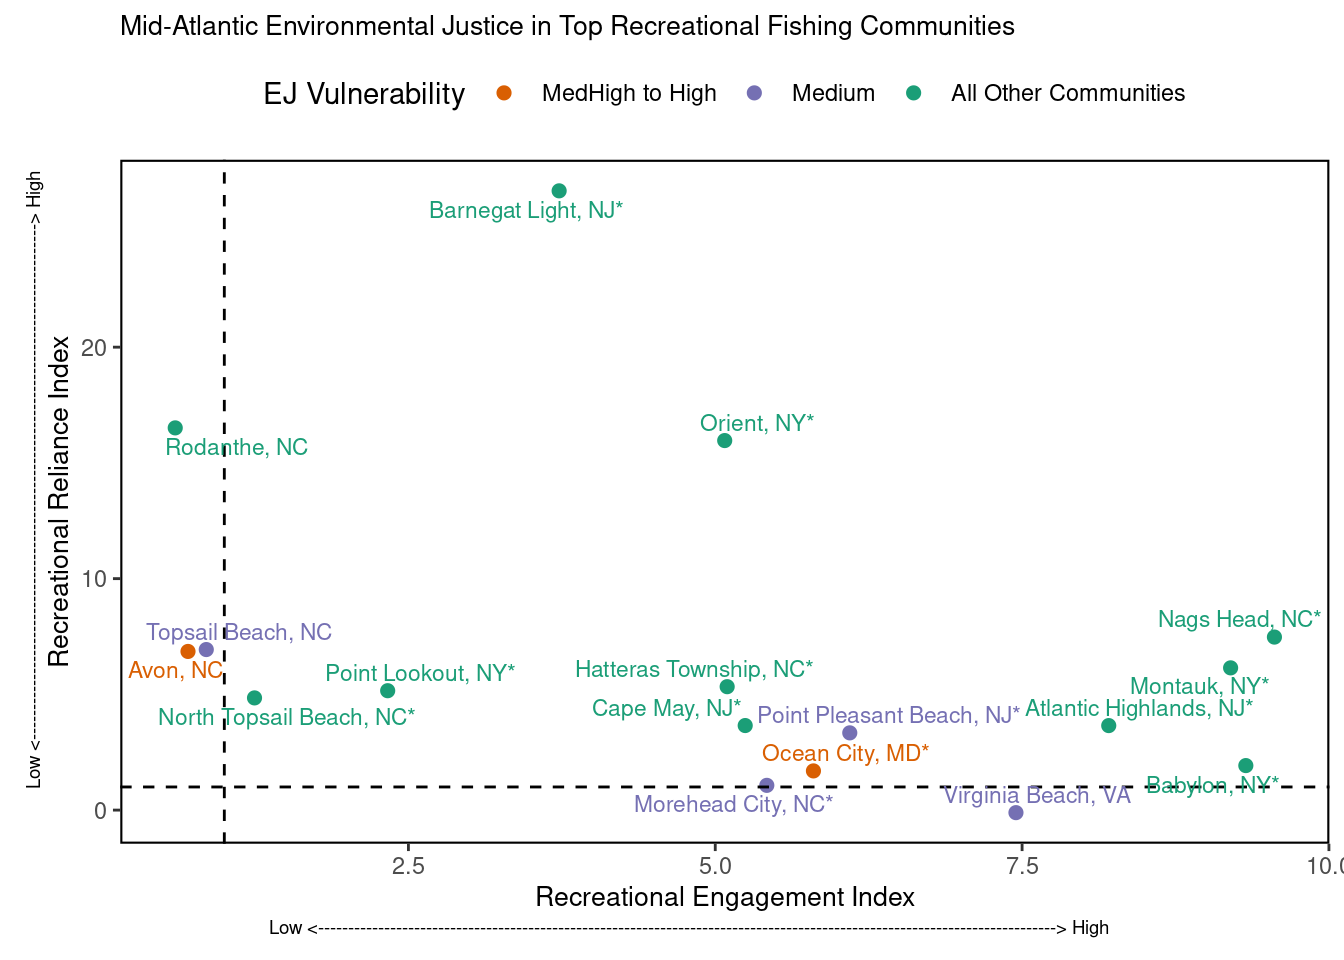 Mid-Atlantic Environmental Justice in Top Recreational Fishing Communities
EJ Vulnerability MedHigh to High Medium All Other Communities
Low <-----------------------------------------------------------------------------------------------------------------------------> High
Recreational Reliance Index
20
10
0
Barnegat Light, NJ*
Orient, NY*
Rodanthe, NC
Nags Head, NC*
Topsail Beach, NC
Avon, NC
Point Lookout, NY*
Hatteras Township, NC*
Montauk, NY*
North Topsail Beach, NC*
Cape May, NJ*
Point Pleasant Beach, NJ*
Atlantic Highlands, NJ*
Ocean City, MD*
Babylon, NY*
Morehead City, NC*
Virginia Beach, VA
2.5 5.0 7.5 10.0
Recreational Engagement Index
Low <-----------------------------------------------------------------------------------------------------------------------------> High